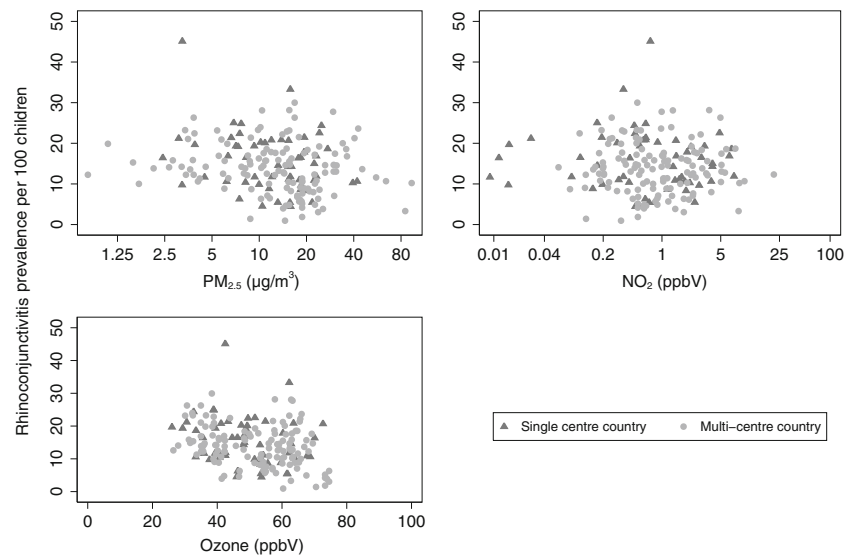 Rhinoconjunctivitis prevalence per 100 children
50
40
30
20
10
0
1.25 2.5 5 10 20 40 80
PM2.5 (µg/m³)
50
40
30
20
10
0
0.01 0.04 0.2 1 5 25 100
NO2 (ppbV)
50
40
30
20
10
0
0 20 40 60 80 100
Ozone (ppbV)
Single centre country Multi−centre country